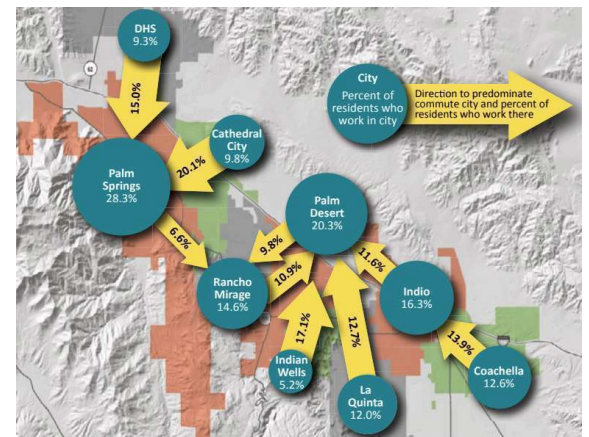 DHS
9.3%
62
15.0%
City
Percent of
residents who
work in city
Direction to predominate
commute city and percent of
residents who work there
Cathedral
City
9.8%
20.1%
Palm
Springs
28.3%
6.6%
Palm
Desert
20.3%
9.8%
10.9%
Rancho
Mirage
14.6%
11.6%
Indio
16.3%
17.1%
12.7%
13.9%
Indian
Wells
5.2%
La
Quinta
12.0%
Coachella
12.6%